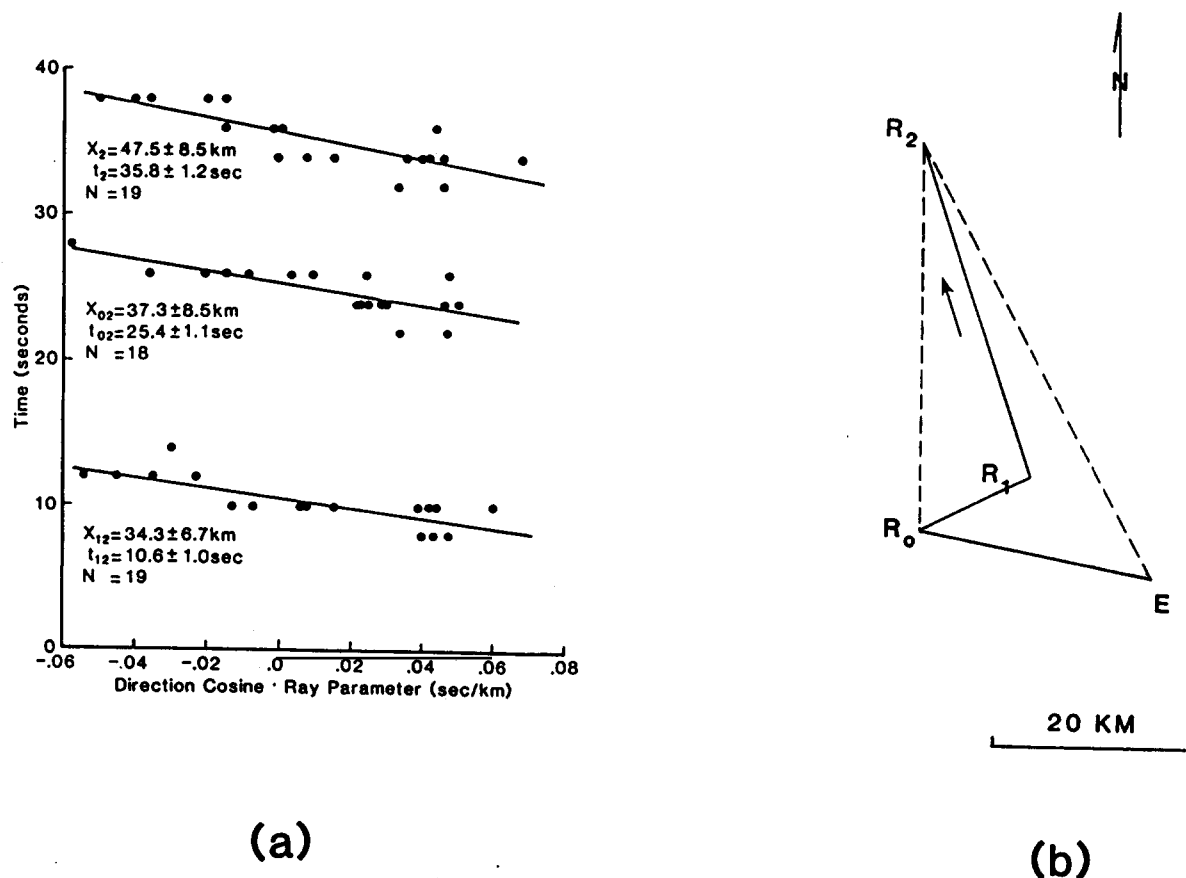 40
X₂=47.5±8.5km
t₂=35.8±1.2sec
N =19
30
X₀₂=37.3±8.5km
t₀₂=25.4±1.1sec
N =18
20
Time (seconds)
10
X₁₂=34.3±6.7km
t₁₂=10.6±1.0sec
N =19
0
-.06 -.04 -.02 .0 .02 .04 .06 .08
Direction Cosine · Ray Parameter (sec/km)
(a)
N
R₂
R₁
R₀
E
20 KM
(b)